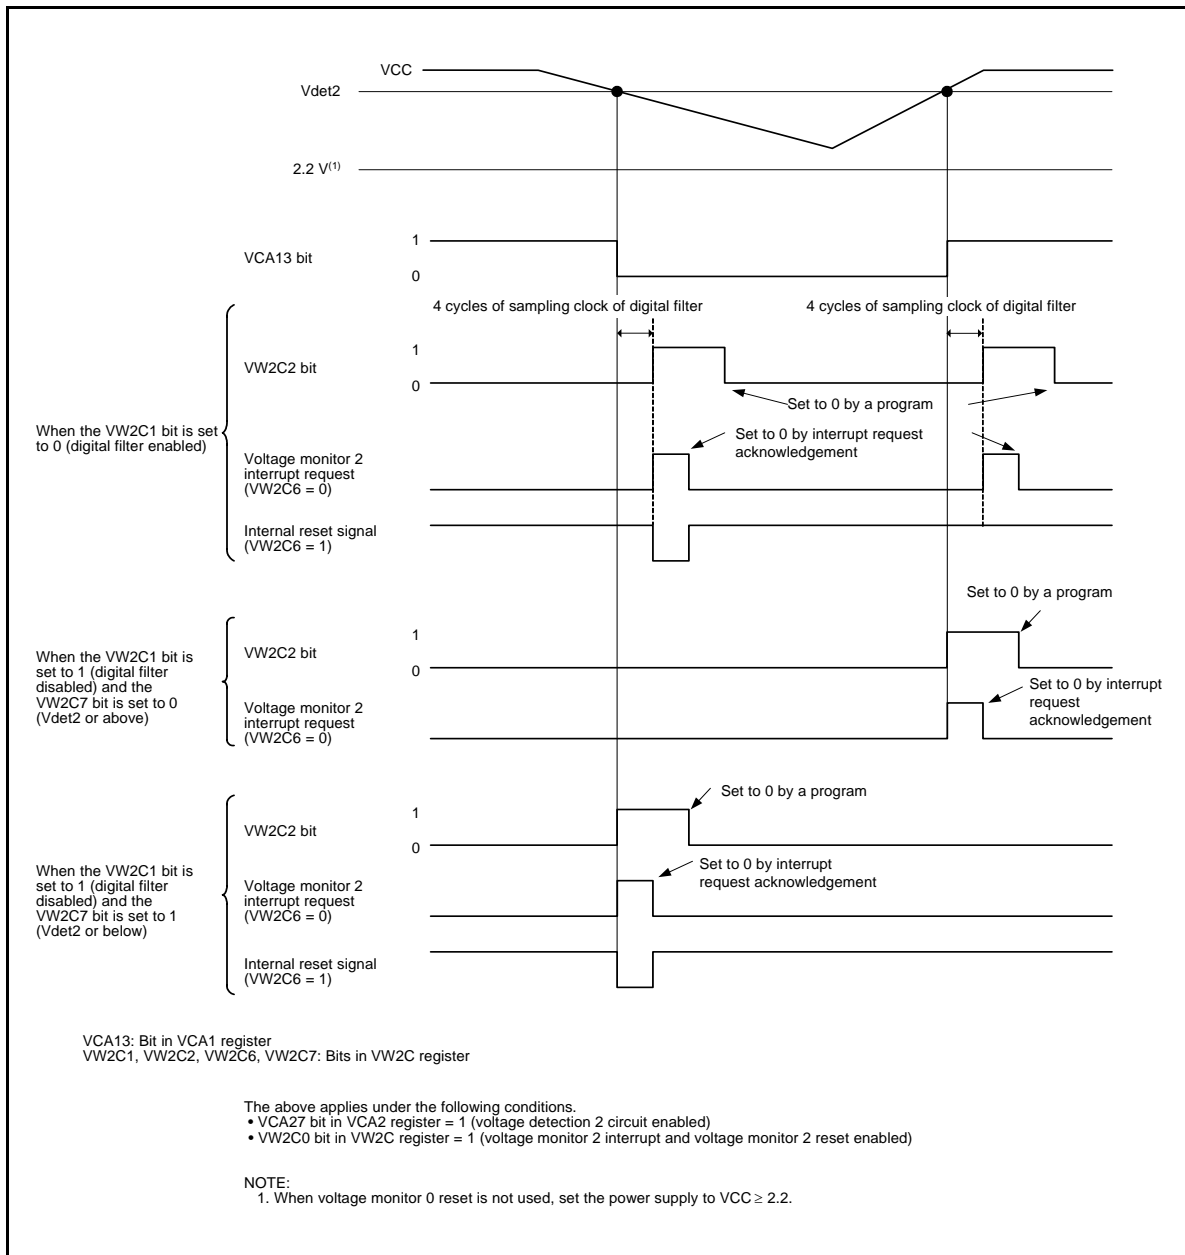 VCC
Vdet2
2.2 V(1)
VCA13 bit
1
0
4 cycles of sampling clock of digital filter
4 cycles of sampling clock of digital filter
VW2C2 bit
1
0
Set to 0 by a program
When the VW2C1 bit is set
to 0 (digital filter enabled)
Set to 0 by interrupt request
acknowledgement
Voltage monitor 2
interrupt request
(VW2C6 = 0)
Internal reset signal
(VW2C6 = 1)
Set to 0 by a program
When the VW2C1 bit is
set to 1 (digital filter
disabled) and the
VW2C7 bit is set to 0
(Vdet2 or above)
VW2C2 bit
1
0
Voltage monitor 2
interrupt request
(VW2C6 = 0)
Set to 0 by interrupt
request
acknowledgement
Set to 0 by a program
VW2C2 bit
1
0
When the VW2C1 bit is
set to 1 (digital filter
disabled) and the
VW2C7 bit is set to 1
(Vdet2 or below)
Voltage monitor 2
interrupt request
(VW2C6 = 0)
Set to 0 by interrupt
request acknowledgement
Internal reset signal
(VW2C6 = 1)
VCA13: Bit in VCA1 register
VW2C1, VW2C2, VW2C6, VW2C7: Bits in VW2C register
The above applies under the following conditions.
• VCA27 bit in VCA2 register = 1 (voltage detection 2 circuit enabled)
• VW2C0 bit in VW2C register = 1 (voltage monitor 2 interrupt and voltage monitor 2 reset enabled)
NOTE:
1. When voltage monitor 0 reset is not used, set the power supply to VCC ≥ 2.2.